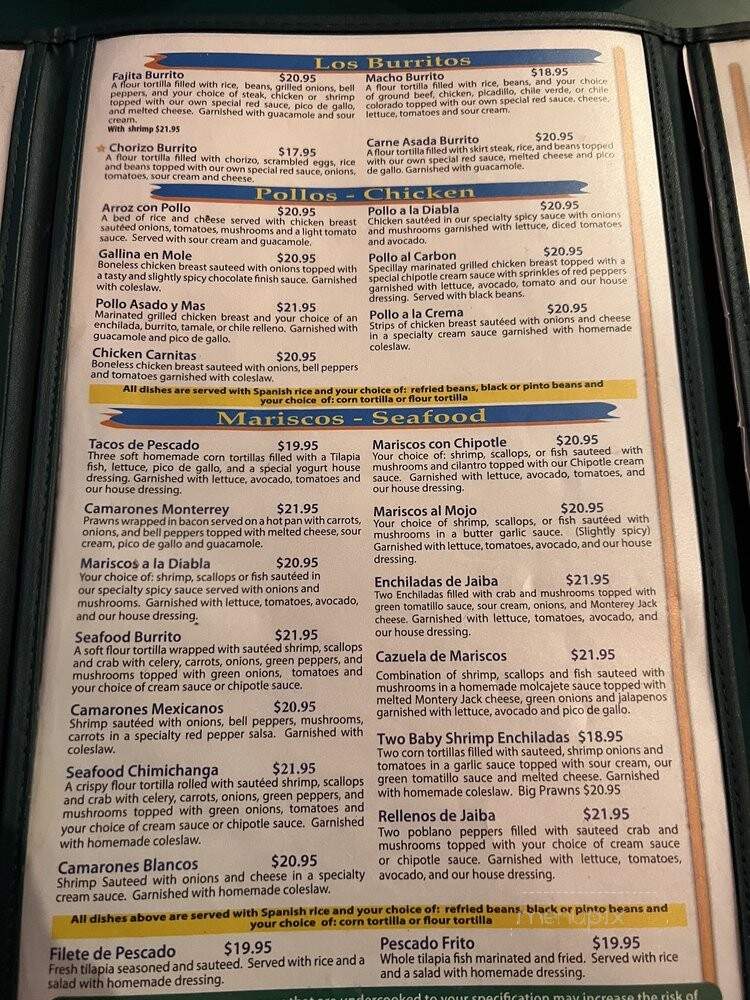 Los Burritos
Fajita Burrito $20.95
A flour tortilla filled with rice, beans, grilled onions, bell
peppers, and your choice of steak, chicken or shrimp
topped with our own special red sauce, pico de gallo,
and melted cheese. Garnished with guacamole and sour
cream.
With shrimp $21.95
Chorizo Burrito $17.95
A flour tortilla filled with chorizo, scrambled eggs, rice
and beans topped with our own special red sauce, onions,
tomatoes, sour cream and cheese.
Macho Burrito $18.95
A flour tortilla filled with rice, beans, and your choice
of ground beef, chicken, picadillo, chile verde, or chile
colorado topped with our own special red sauce, cheese,
lettuce, tomatoes and sour cream.
Carne Asada Burrito $20.95
A flour tortilla filled with skirt steak, rice, and beans topped
with our own special red sauce, melted cheese and pico
de gallo. Garnished with guacamole.
Pollos - Chicken
Arroz con Pollo $20.95
A bed of rice and cheese served with chicken breast
sautéed onions, tomatoes, mushrooms and a light tomato
sauce. Served with sour cream and guacamole.
Gallina en Mole $20.95
Boneless chicken breast sauteed with onions topped with
a tasty and slightly spicy chocolate finish sauce. Garnished
with coleslaw.
Pollo Asado y Mas $21.95
Marinated grilled chicken breast and your choice of an
enchilada, burrito, tamale, or chile relleno. Garnished with
guacamole and pico de gallo.
Chicken Carnitas $20.95
Boneless chicken breast sauteed with onions, bell peppers
and tomatoes garnished with coleslaw.
Pollo a la Diabla $20.95
Chicken sautéed in our specialty spicy sauce with onions
and mushrooms garnished with lettuce, diced tomatoes
and avocado.
Pollo al Carbon $20.95
Specillay marinated grilled chicken breast topped with a
special chipotle cream sauce with sprinkles of red peppers
garnished with lettuce, avocado, tomato and our house
dressing. Served with black beans.
Pollo a la Crema $20.95
Strips of chicken breast sautéed with onions and cheese
in a specialty cream sauce garnished with homemade
coleslaw.
All dishes are served with Spanish rice and your choice of: refried beans, black or pinto beans and
your choice of: corn tortilla or flour tortilla
Mariscos - Seafood
Tacos de Pescado $19.95
Three soft homemade corn tortillas filled with a Tilapia
fish, lettuce, pico de gallo, and a special yogurt house
dressing. Garnished with lettuce, avocado, tomatoes and
our house dressing.
Camarones Monterrey $21.95
Prawns wrapped in bacon served on a hot pan with carrots,
onions, and bell peppers topped with melted cheese, sour
cream, pico de gallo and guacamole.
Mariscos a la Diabla $20.95
Your choice of: shrimp, scallops or fish sautéed in
our specialty spicy sauce served with onions and
mushrooms. Garnished with lettuce, tomatoes, avocado,
and our house dressing.
Seafood Burrito $21.95
A soft flour tortilla wrapped with sautéed shrimp, scallops
and crab with celery, carrots, onions, green peppers, and
mushrooms topped with green onions, tomatoes and
your choice of cream sauce or chipotle sauce.
Camarones Mexicanos $20.95
Shrimp sautéed with onions, bell peppers, mushrooms,
carrots in a specialty red pepper salsa. Garnished with
coleslaw.
Seafood Chimichanga $21.95
A crispy flour tortilla rolled with sautéed shrimp, scallops
and crab with celery, carrots, onions, green peppers, and
mushrooms topped with green onions, tomatoes and
your choice of cream sauce or chipotle sauce. Garnished
with homemade coleslaw.
Camarones Blancos $20.95
Shrimp Sauteed with onions and cheese in a specialty
cream sauce. Garnished with homemade coleslaw.
Mariscos con Chipotle $20.95
Your choice of: shrimp, scallops, or fish sauteed with
mushrooms and cilantro topped with our Chipotle cream
sauce. Garnished with lettuce, avocado, tomatoes, and
our house dressing.
Mariscos al Mojo $20.95
Your choice of shrimp, scallops, or fish sautéed with
mushrooms in a butter garlic sauce. (Slightly spicy)
Garnished with lettuce, tomatoes, avocado, and our house
dressing.
Enchiladas de Jaiba $21.95
Two Enchiladas filled with crab and mushrooms topped with
green tomatillo sauce, sour cream, onions, and Monterey Jack
cheese. Garnished with lettuce, tomatoes, avocado, and
our house dressing.
Cazuela de Mariscos $21.95
Combination of shrimp, scallops and fish sauteed with
mushrooms in a homemade molcajete sauce topped with
melted Montery Jack cheese, green onions and jalapenos
garnished with lettuce, avocado and pico de gallo.
Two Baby Shrimp Enchiladas $18.95
Two corn tortillas filled with sauteed, shrimp onions and
tomatoes in a garlic sauce topped with sour cream, our
green tomatillo sauce and melted cheese. Garnished
with homemade coleslaw. Big Prawns $20.95
Rellenos de Jaiba $21.95
Two poblano peppers filled with sauteed crab and
mushrooms topped with your choice of cream sauce
or chipotle sauce. Garnished with lettuce, tomatoes,
avocado, and our house dressing.
All dishes above are served with Spanish rice and your choice of: refried beans, black or pinto beans and
your choice of: corn tortilla or flour tortilla
menupix
Filete de Pescado $19.95
Fresh tilapia seasoned and sauteed. Served with rice and a
salad with homemade dressing.
Pescado Frito $19.95
Whole tilapia fish marinated and fried. Served with rice
and a salad with homemade dressing.
that are undercooked to your specification may increase the risk of